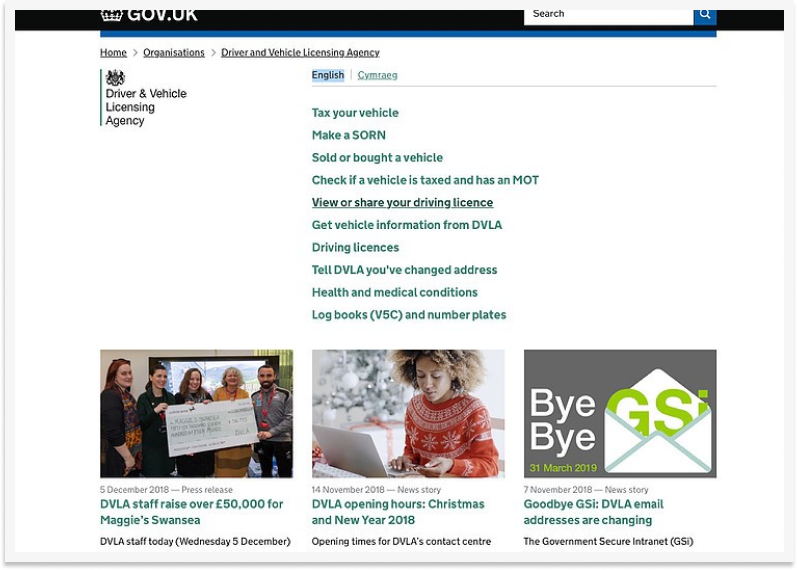 GOV.UK
Search
Home > Organisations > Driver and Vehicle Licensing Agency
Driver & Vehicle
Licensing
Agency
English | Cymraeg
Tax your vehicle
Make a SORN
Sold or bought a vehicle
Check if a vehicle is taxed and has an MOT
View or share your driving licence
Get vehicle information from DVLA
Driving licences
Tell DVLA you've changed address
Health and medical conditions
Log books (V5C) and number plates
MAGGIE'S SWANSEA
Bye
Bye
GSi
31 March 2019
5 December 2018 — Press release
DVLA staff raise over £50,000 for
Maggie's Swansea
DVLA staff today (Wednesday 5 December)
14 November 2018 — News story
DVLA opening hours: Christmas
and New Year 2018
Opening times for DVLA's contact centre
7 November 2018 — News story
Goodbye GSi: DVLA email
addresses are changing
The Government Secure Intranet (GSi)